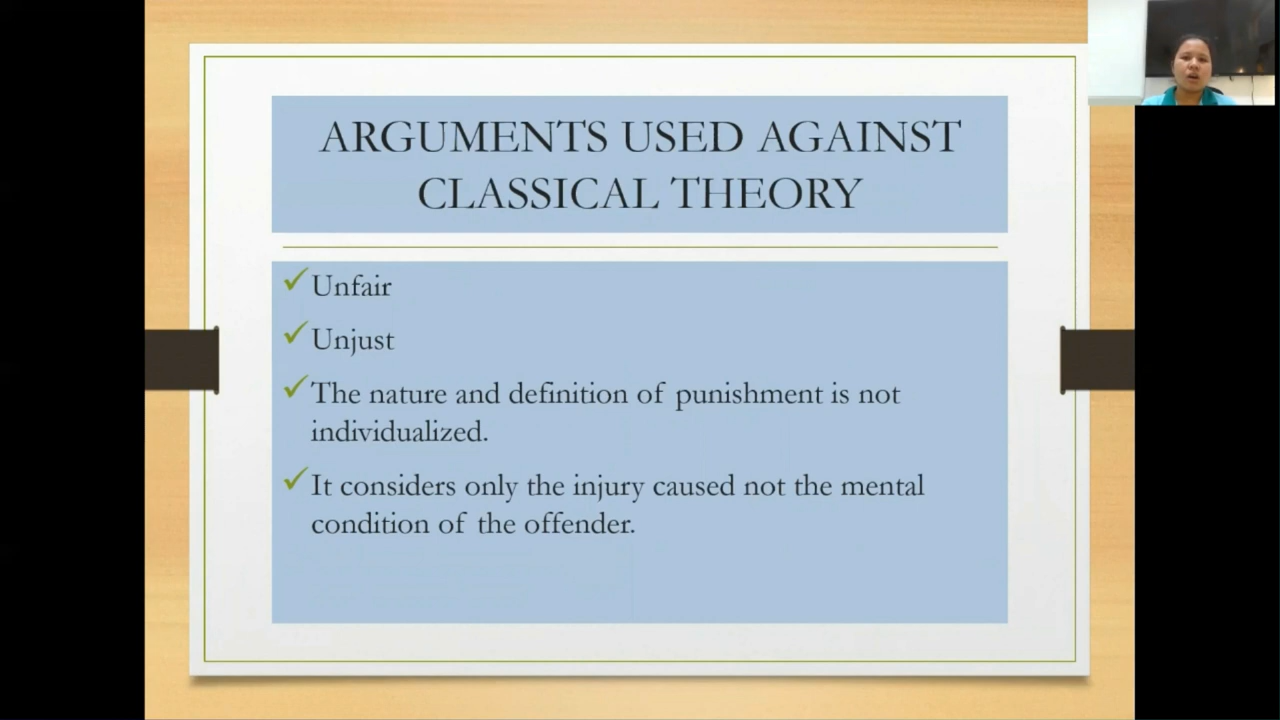 ARGUMENTS USED AGAINST
CLASSICAL THEORY
Unfair
Unjust
The nature and definition of punishment is not
individualized.
It considers only the injury caused not the mental
condition of the offender.